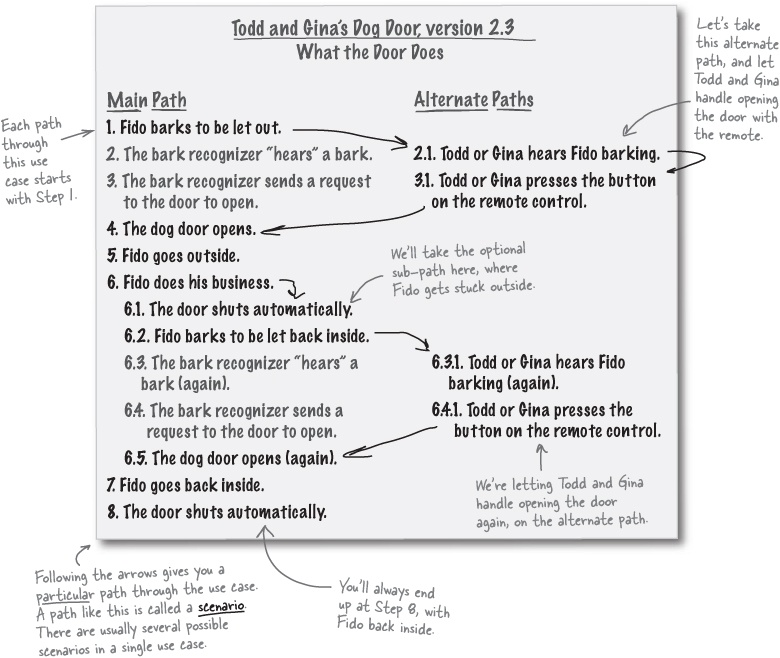 Todd and Gina's Dog Door, version 2.3
What the Door Does
Let's take
this alternate
path, and let
Todd and Gina
handle opening
the door with
the remote.
Main Path
Alternate Paths
Each path
through
this use
case starts
with Step 1.
1. Fido barks to be let out.
2. The bark recognizer "hears" a bark.
2.1. Todd or Gina hears Fido barking.
3. The bark recognizer sends a request
to the door to open.
3.1. Todd or Gina presses the button
on the remote control.
4. The dog door opens.
5. Fido goes outside.
6. Fido does his business.
We'll take the optional
sub-path here, where
Fido gets stuck outside.
6.1. The door shuts automatically.
6.2. Fido barks to be let back inside.
6.3. The bark recognizer "hears" a
bark (again).
6.3.1. Todd or Gina hears Fido
barking (again).
6.4. The bark recognizer sends a
request to the door to open.
6.4.1. Todd or Gina presses the
button on the remote control.
6.5. The dog door opens (again).
7. Fido goes back inside.
8. The door shuts automatically.
We're letting Todd and Gina
handle opening the door
again, on the alternate path.
Following the arrows gives you a
particular path through the use case.
A path like this is called a scenario.
There are usually several possible
scenarios in a single use case.
You'll always end
up at Step 8, with
Fido back inside.